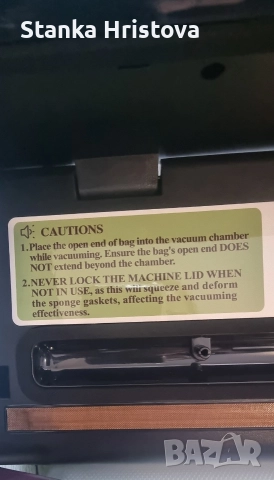 Stanka Hristova
CAUTIONS
1.Place the open end of bag into the vacuum chamber
while vacuuming. Ensure the bag's open end DOES
NOT extend beyond the chamber.
2.NEVER LOCK THE MACHINE LID WHEN
NOT IN USE, as this will squeeze and deform
the sponge gaskets, affecting the vacuuming
effectiveness.
BAZAR